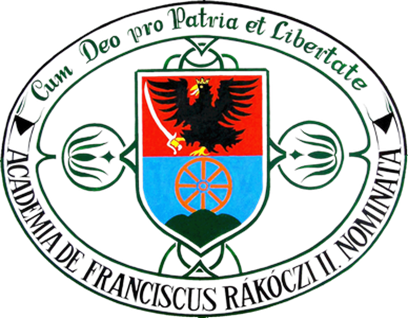 Cum Deo pro Patria et Libertate
ACADEMIA DE FRANCISCUS RÁKÓCZI II. NOMINATA